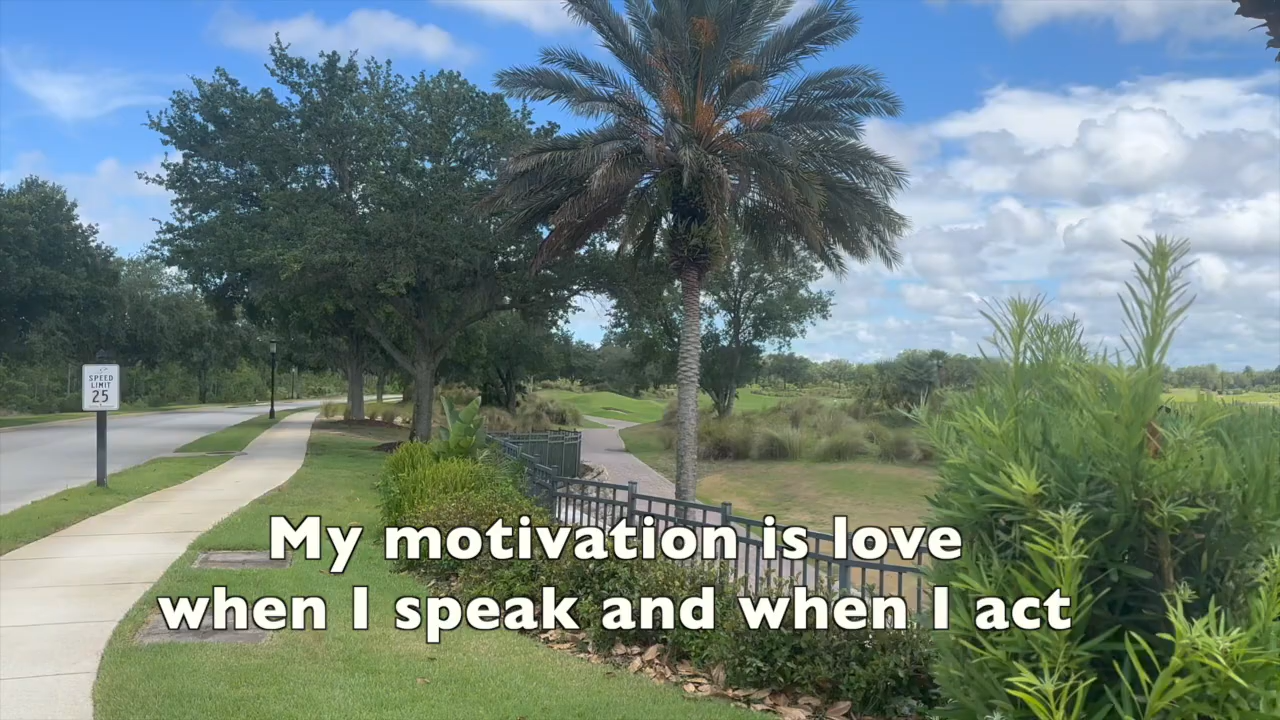 SPEED
LIMIT
25
My motivation is love
when I speak and when I act